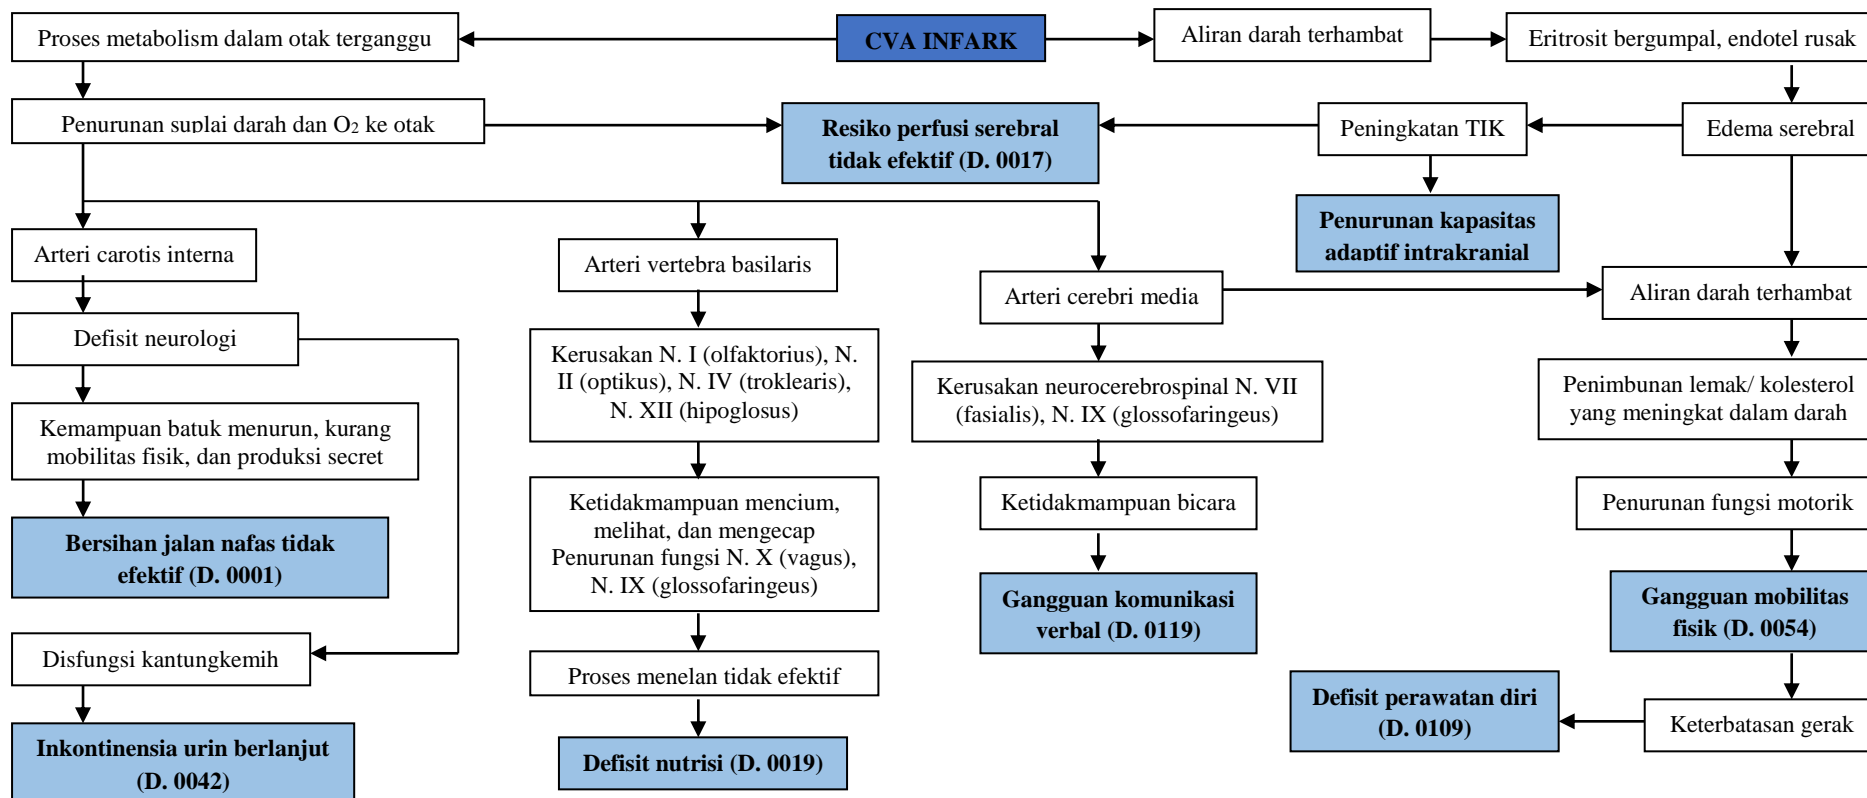 Proses metabolism dalam otak terganggu
CVA INFARK
Aliran darah terhambat
Eritrosit bergumpal, endotel rusak
Penurunan suplai darah dan O2 ke otak
Resiko perfusi serebral
tidak efektif (D. 0017)
Peningkatan TIK
Edema serebral
Penurunan kapasitas
adaptif intrakranial
Arteri carotis interna
Arteri vertebra basilaris
Arteri cerebri media
Aliran darah terhambat
Defisit neurologi
Kerusakan N. I (olfaktorius), N.
II (optikus), N. IV (troklearis),
N. XII (hipoglosus)
Kerusakan neurocerebrospinal N. VII
(fasialis), N. IX (glossofaringeus)
Penimbunan lemak/ kolesterol
yang meningkat dalam darah
Kemampuan batuk menurun, kurang
mobilitas fisik, dan produksi secret
Ketidakmampuan mencium,
melihat, dan mengecap
Penurunan fungsi N. X (vagus),
N. IX (glossofaringeus)
Ketidakmampuan bicara
Penurunan fungsi motorik
Bersihan jalan nafas tidak
efektif (D. 0001)
Gangguan komunikasi
verbal (D. 0119)
Gangguan mobilitas
fisik (D. 0054)
Disfungsi kantungkemih
Proses menelan tidak efektif
Defisit perawatan diri
(D. 0109)
Keterbatasan gerak
Inkontinensia urin berlanjut
(D. 0042)
Defisit nutrisi (D. 0019)